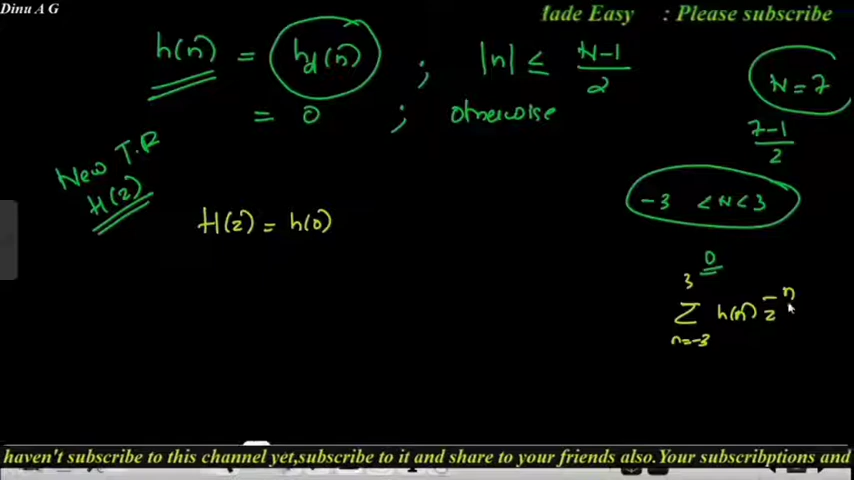 Dinu A G
Made Easy : Please subscribe
h(n) = hd(n) ; |n| ≤ N-1/2
= 0 ; otherwise
N = 7
7-1/2
New T.R
H(z)
-3 < N < 3
H(z) = h(0)
0
3
Σ h(n) z^-n
n=-3
haven't subscribe to this channel yet,subscribe to it and share to your friends also.Your subscribptions and